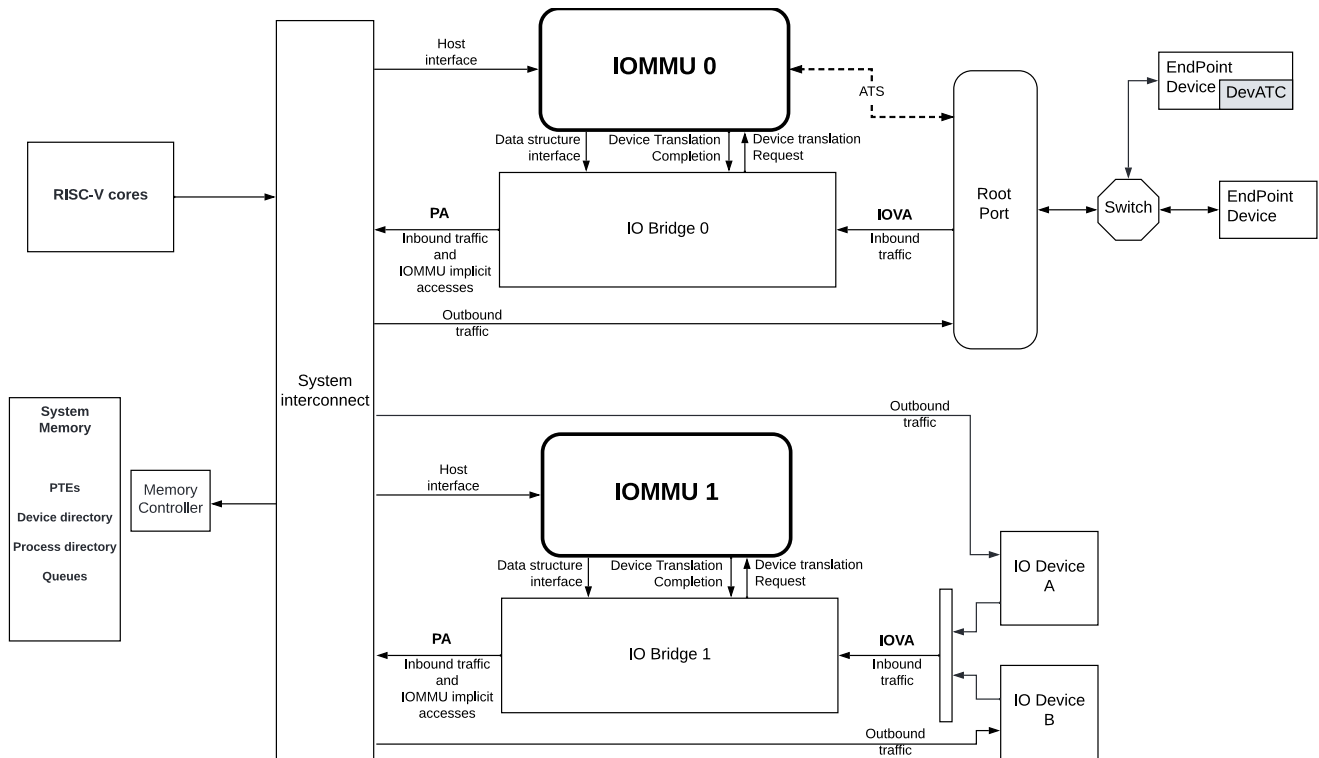 Host
interface
IOMMU 0
ATS
EndPoint
Device
DevATC
Data structure
interface
Device Translation
Completion
Device translation
Request
RISC-V cores
PA
Inbound traffic
and
IOMMU implicit
accesses
IO Bridge 0
IOVA
Inbound
traffic
Root
Port
Switch
EndPoint
Device
Outbound
traffic
System
interconnect
System
Memory
PTEs
Device directory
Process directory
Queues
Memory
Controller
Outbound
traffic
Host
interface
IOMMU 1
Data structure
interface
Device Translation
Completion
Device translation
Request
IO Device
A
PA
Inbound traffic
and
IOMMU implicit
accesses
IO Bridge 1
IOVA
Inbound
traffic
IO Device
B
Outbound
traffic